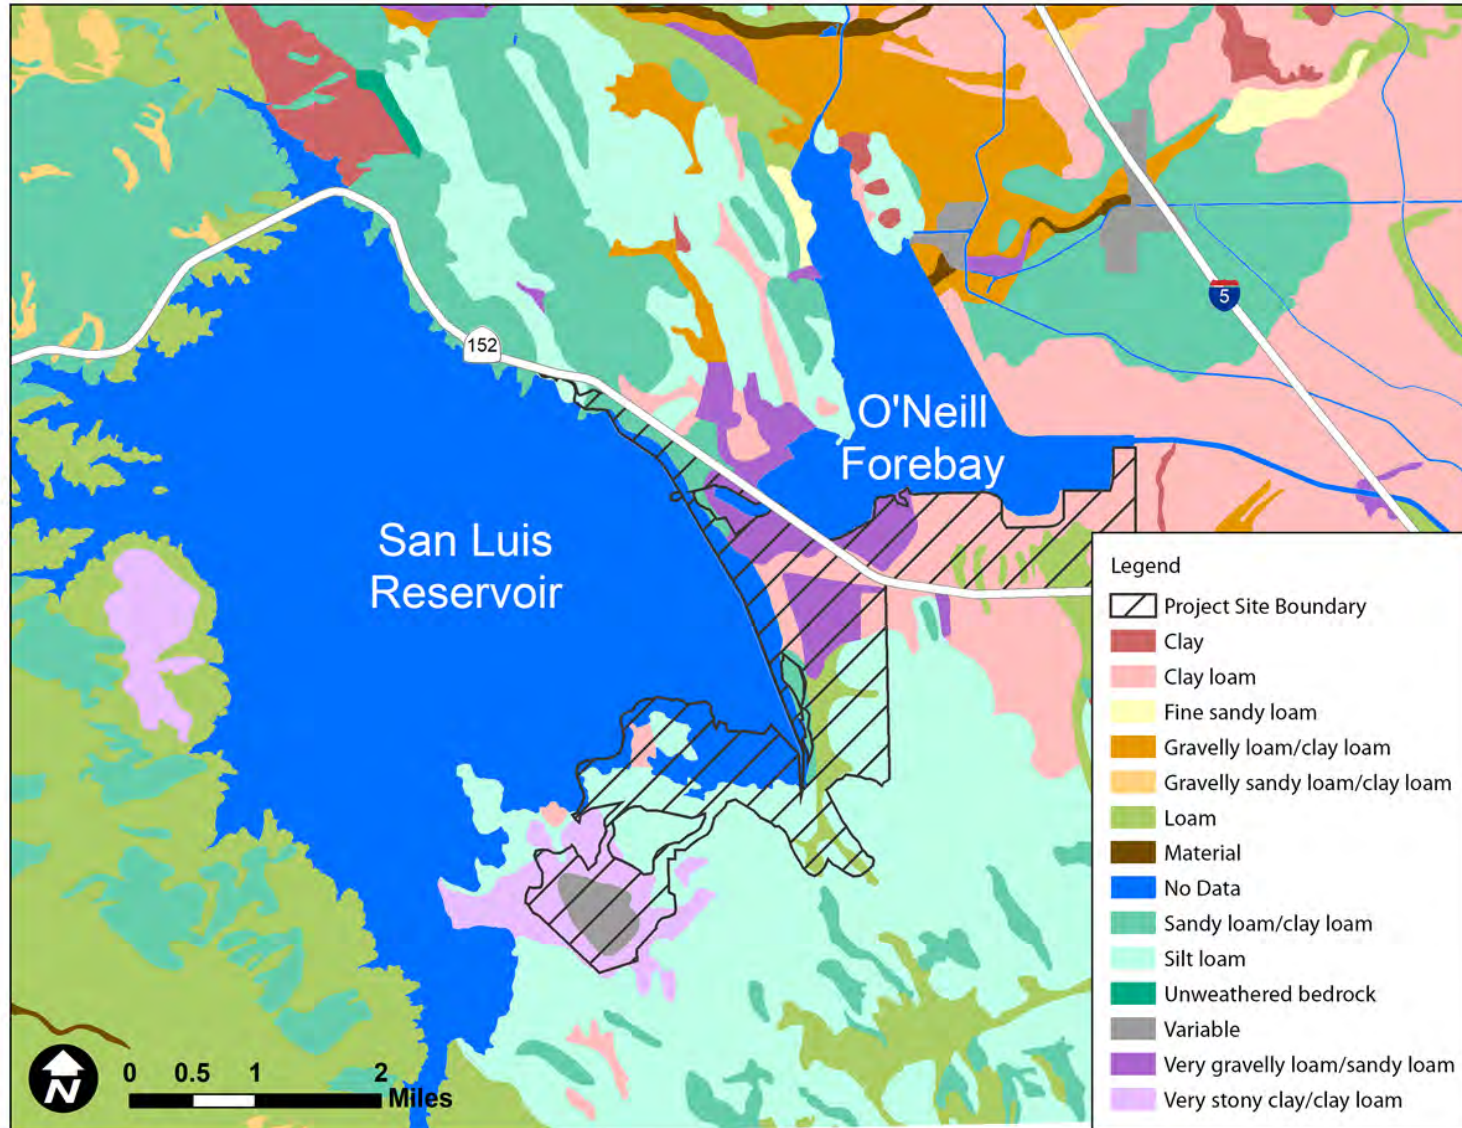 152
5
O'Neill
Forebay
San Luis
Reservoir
Legend
Project Site Boundary
Clay
Clay loam
Fine sandy loam
Gravelly loam/clay loam
Gravelly sandy loam/clay loam
Loam
Material
No Data
Sandy loam/clay loam
Silt loam
Unweathered bedrock
Variable
Very gravelly loam/sandy loam
Very stony clay/clay loam
N
0 0.5 1 2
Miles